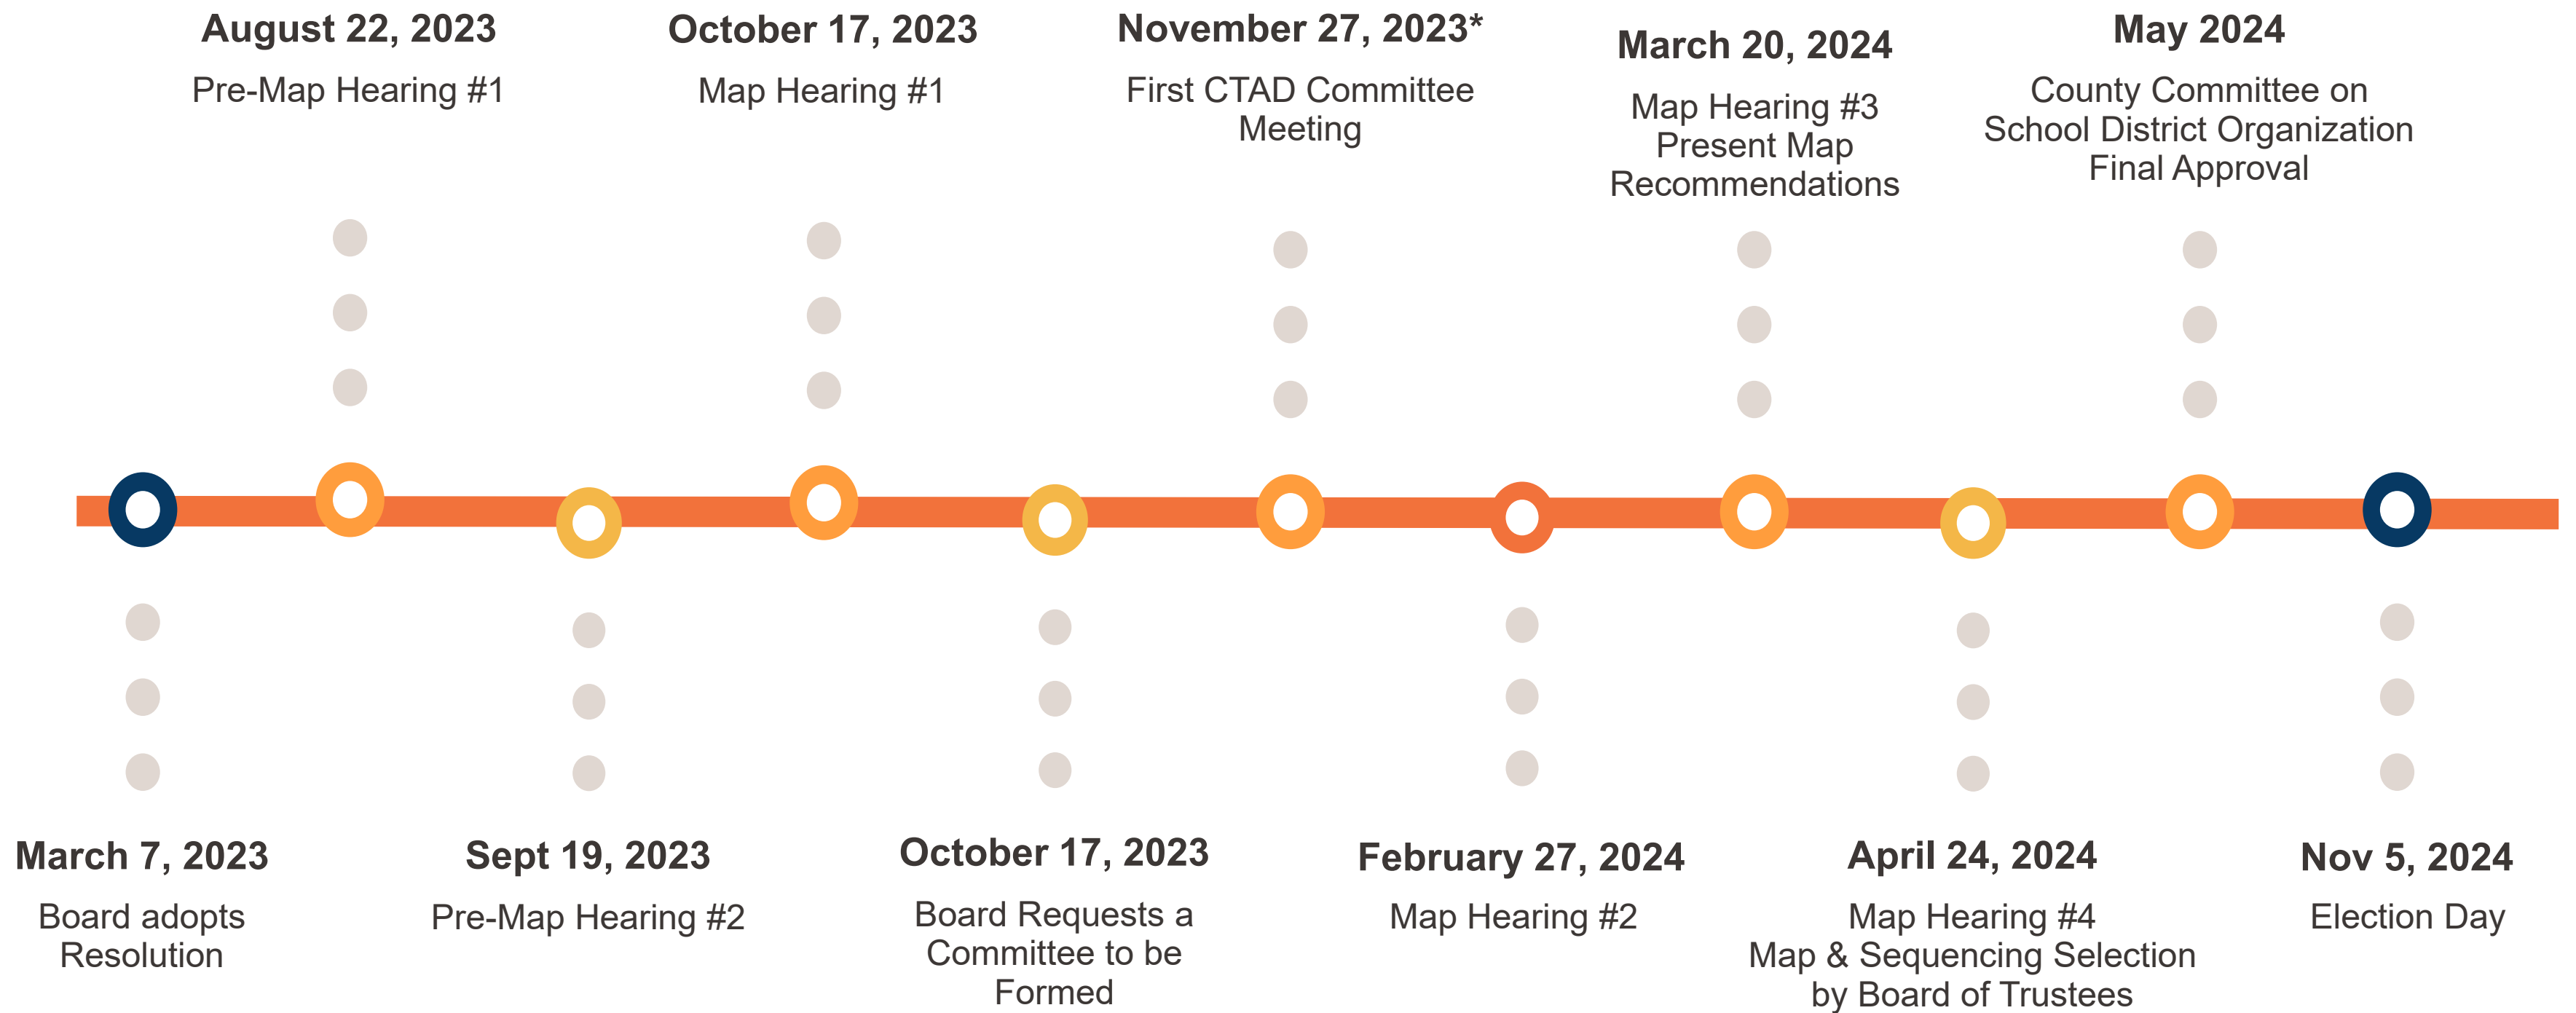 March 7, 2023
Board adopts
Resolution
August 22, 2023
Pre-Map Hearing #1
Sept 19, 2023
Pre-Map Hearing #2
October 17, 2023
Map Hearing #1
October 17, 2023
Board Requests a
Committee to be
Formed
November 27, 2023*
First CTAD Committee
Meeting
February 27, 2024
Map Hearing #2
March 20, 2024
Map Hearing #3
Present Map
Recommendations
April 24, 2024
Map Hearing #4
Map & Sequencing Selection
by Board of Trustees
May 2024
County Committee on
School District Organization
Final Approval
Nov 5, 2024
Election Day